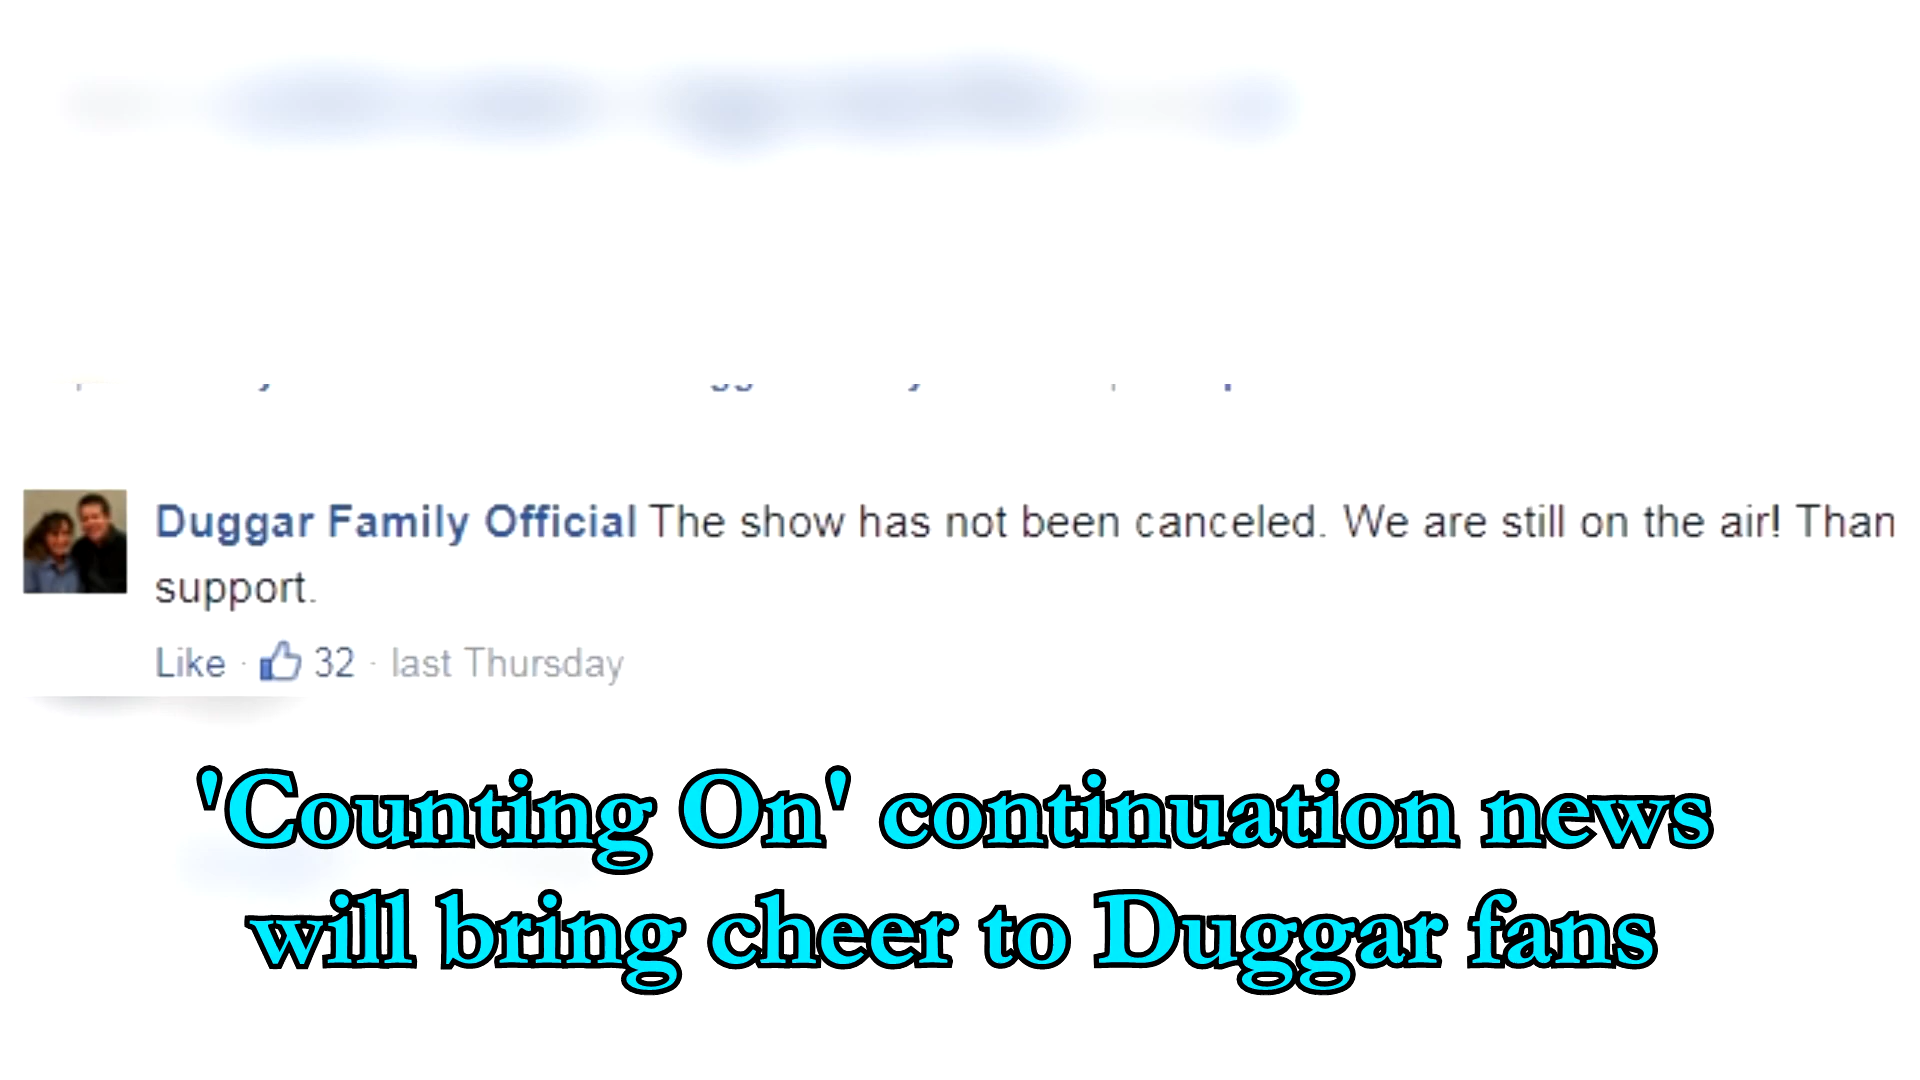 Duggar Family Official The show has not been canceled. We are still on the air! Than
support.
Like · 32 · last Thursday
'Counting On' continuation news
will bring cheer to Duggar fans